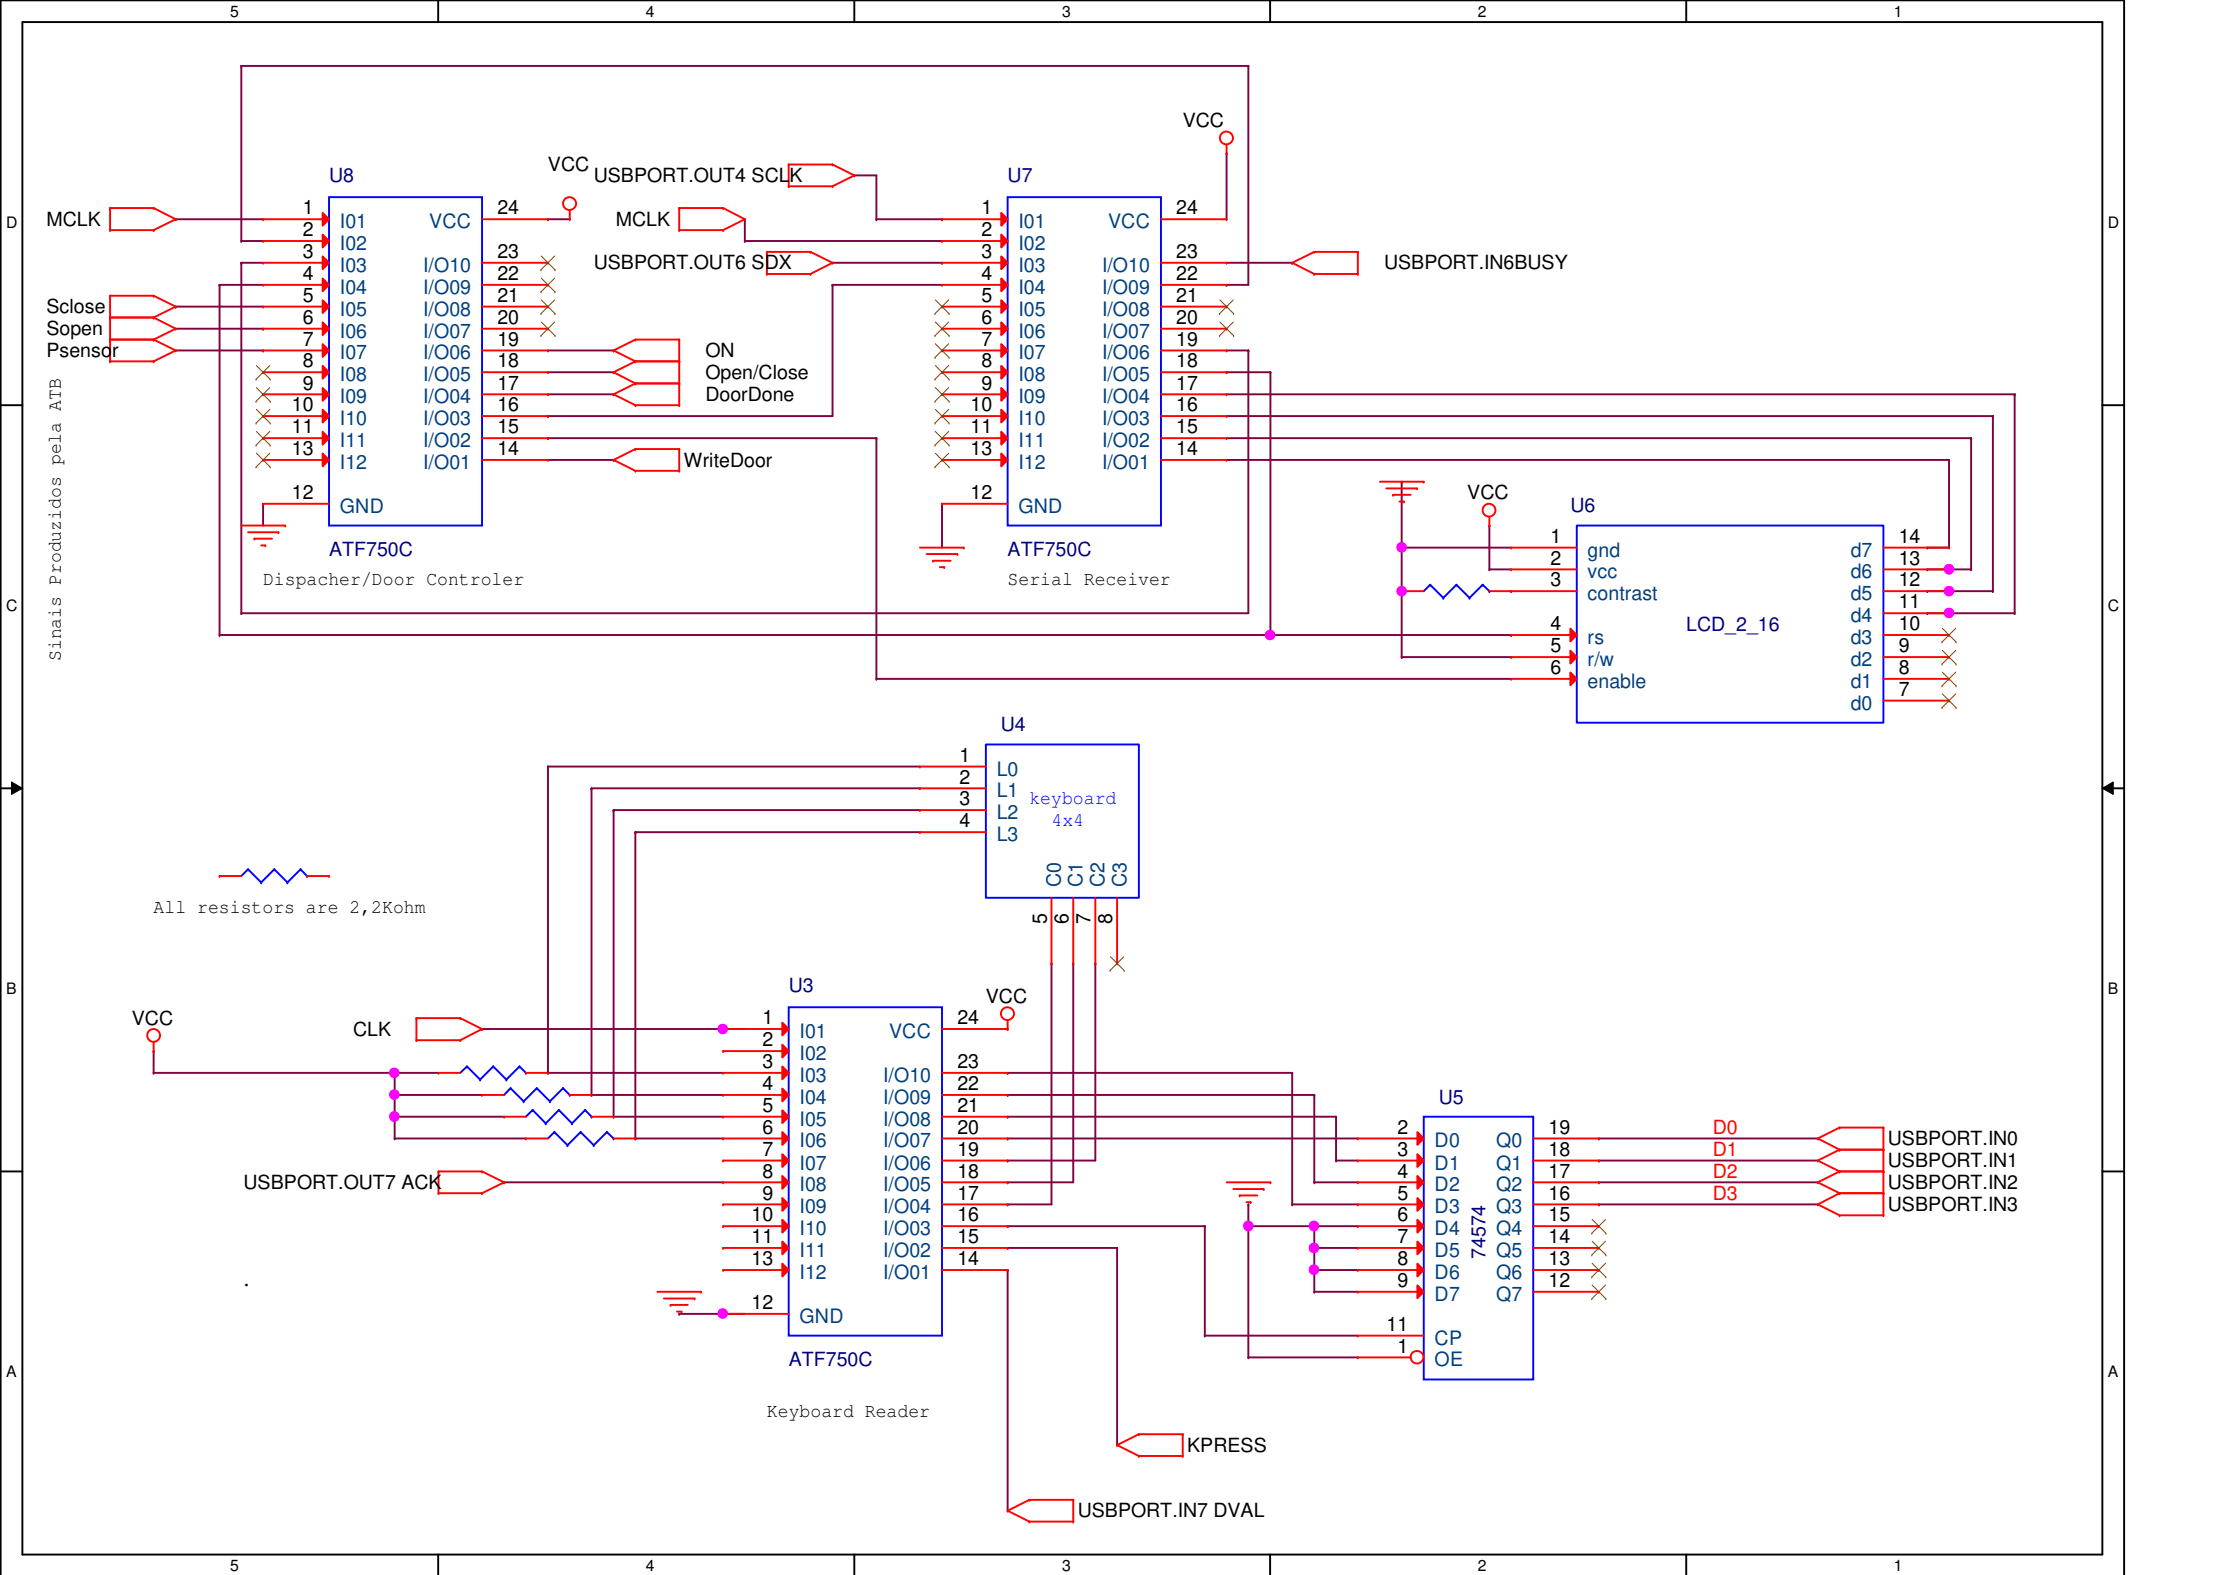 5 4 3 2 1
D
C
B
A
D
C
B
A
5 4 3 2 1
Sinais Produzidos pela ATB
MCLK
Sclose
Sopen
Psensor
U8
1 I01
2 I02
3 I03
4 I04
5 I05
6 I06
7 I07
8 I08
9 I09
10 I10
11 I11
13 I12
12 GND
VCC 24
I/O10 23
I/O09 22
I/O08 21
I/O07 20
I/O06 19
I/O05 18
I/O04 17
I/O03 16
I/O02 15
I/O01 14
VCC
ON
Open/Close
DoorDone
WriteDoor
ATF750C
Dispacher/Door Controler
USBPORT.OUT4 SCLK
MCLK
USBPORT.OUT6 SDX
U7
1 I01
2 I02
3 I03
4 I04
5 I05
6 I06
7 I07
8 I08
9 I09
10 I10
11 I11
13 I12
12 GND
VCC 24
I/O10 23
I/O09 22
I/O08 21
I/O07 20
I/O06 19
I/O05 18
I/O04 17
I/O03 16
I/O02 15
I/O01 14
VCC
USBPORT.IN6BUSY
ATF750C
Serial Receiver
VCC
U6
1 gnd
2 vcc
3 contrast
4 rs
5 r/w
6 enable
LCD_2_16
d7 14
d6 13
d5 12
d4 11
d3 10
d2 9
d1 8
d0 7
U4
1 L0
2 L1
3 L2
4 L3
keyboard
4x4
C0 C1 C2 C3
5 6 7 8
All resistors are 2,2Kohm
VCC
CLK
USBPORT.OUT7 ACK
U3
1 I01
2 I02
3 I03
4 I04
5 I05
6 I06
7 I07
8 I08
9 I09
10 I10
11 I11
13 I12
12 GND
VCC 24
I/O10 23
I/O09 22
I/O08 21
I/O07 20
I/O06 19
I/O05 18
I/O04 17
I/O03 16
I/O02 15
I/O01 14
VCC
ATF750C
Keyboard Reader
KPRESS
USBPORT.IN7 DVAL
U5
2 D0
3 D1
4 D2
5 D3
6 D4
7 D5
8 D6
9 D7
11 CP
1 OE
74574
Q0 19
Q1 18
Q2 17
Q3 16
Q4 15
Q5 14
Q6 13
Q7 12
D0 USBPORT.IN0
D1 USBPORT.IN1
D2 USBPORT.IN2
D3 USBPORT.IN3